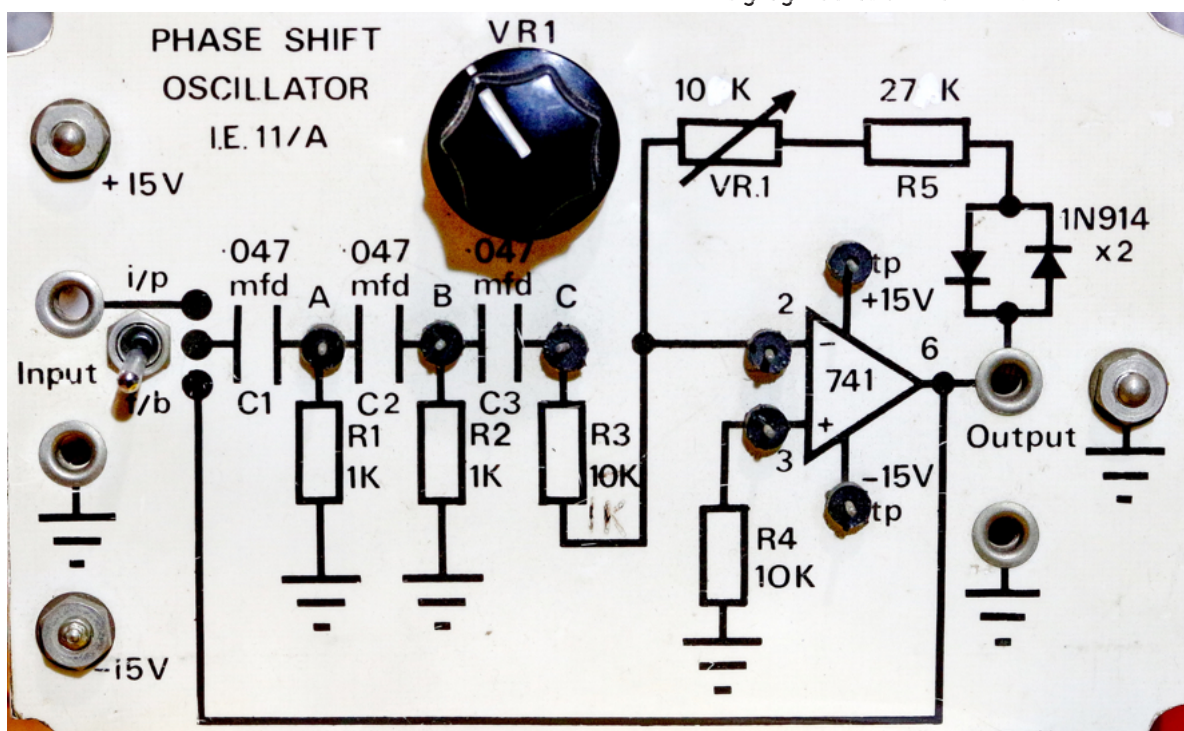 PHASE SHIFT
OSCILLATOR
I.E. 11/A
VR1
+15V
10 K
27 K
VR.1
R5
1N914
x2
.047
mfd
.047
mfd
.047
mfd
i/p
A
B
C
Input
f/b
C1
C2
C3
R1
1K
R2
1K
R3
10K
1K
2
3
6
-
+
741
tp
+15V
-15V
tp
Output
R4
10K
-15V